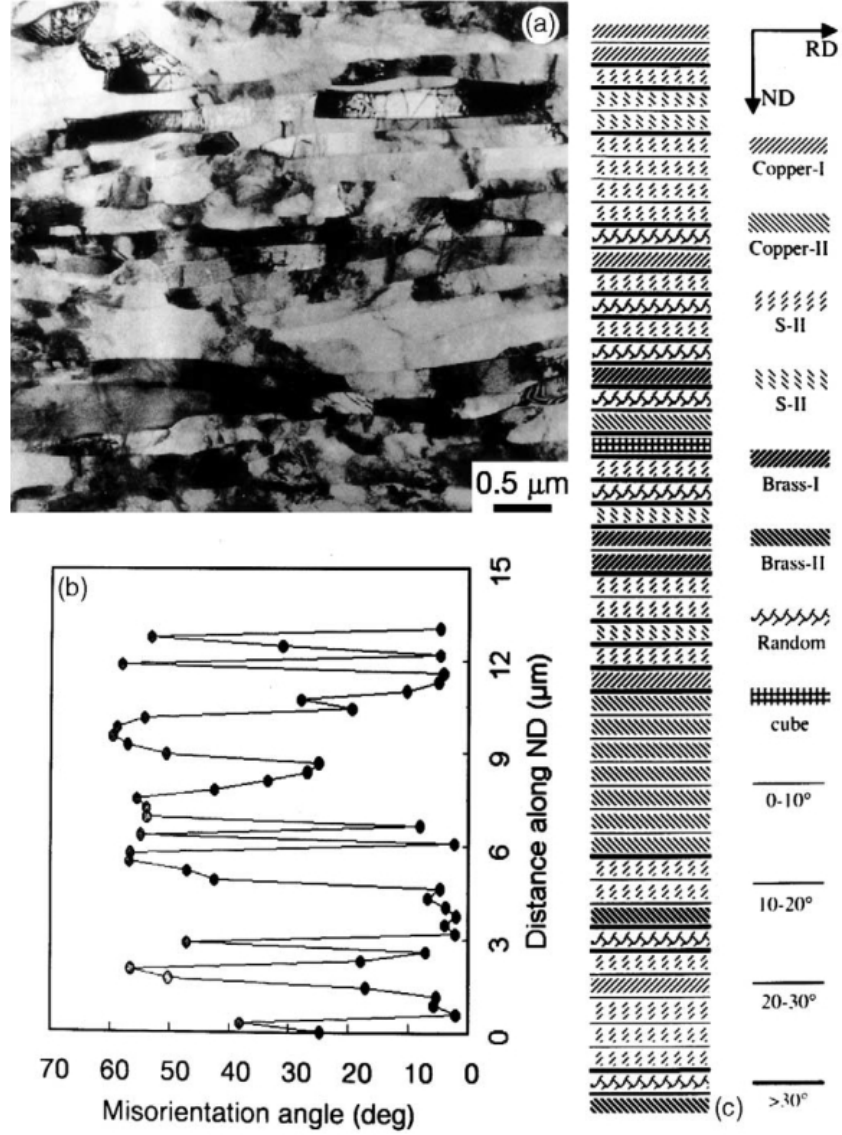 (a)
0.5 μm
(b)
15
12
9
6
3
0
Distance along ND (μm)
70 60 50 40 30 20 10 0
Misorientation angle (deg)
RD
ND
Copper-I
Copper-II
S-II
S-II
Brass-I
Brass-II
Random
cube
0-10°
10-20°
20-30°
>30°
(c)